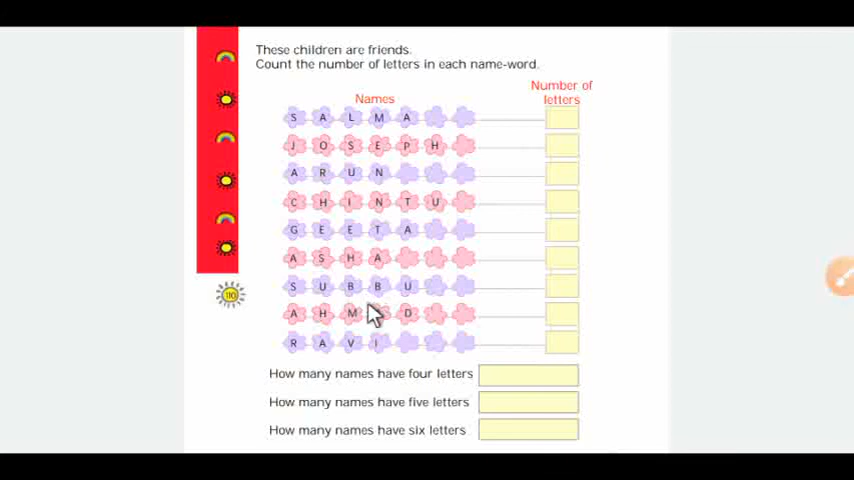 These children are friends.
Count the number of letters in each name-word.
Names
Number of letters
S A L M A
J O S E P H
A R U N
C H I N T U
G E E T A
A S H A
S U B B U
A H M D
R A V I
110
How many names have four letters
How many names have five letters
How many names have six letters